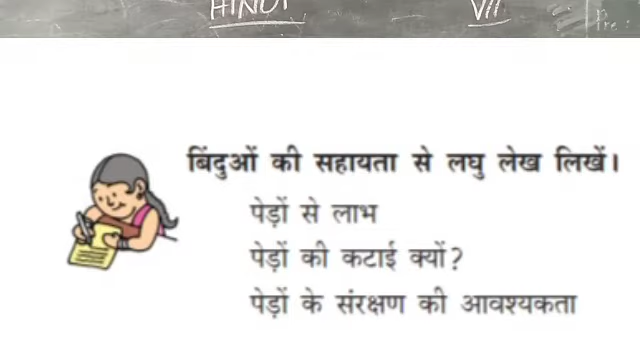 HINDI VII
बिंदुओं की सहायता से लघु लेख लिखें।
पेड़ों से लाभ
पेड़ों की कटाई क्यों?
पेड़ों के संरक्षण की आवश्यकता